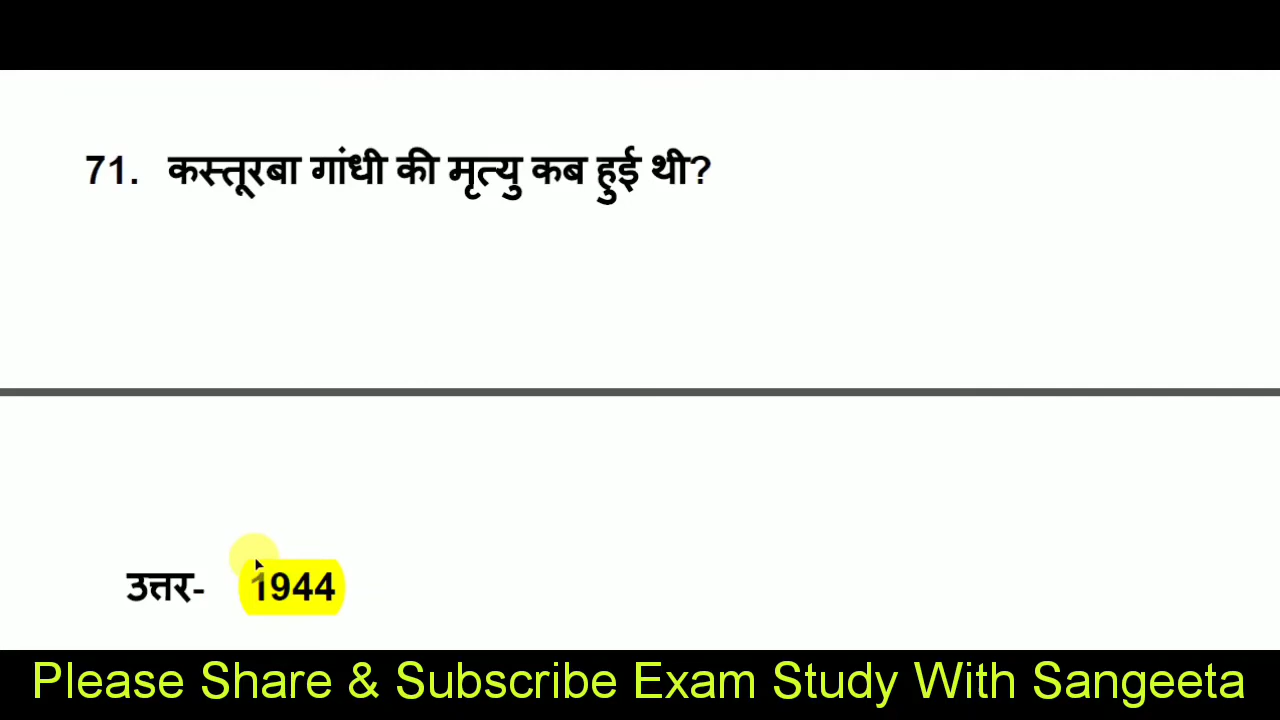 71. कस्तूरबा गांधी की मृत्यु कब हुई थी?
उत्तर- 1944
Please Share & Subscribe Exam Study With Sangeeta